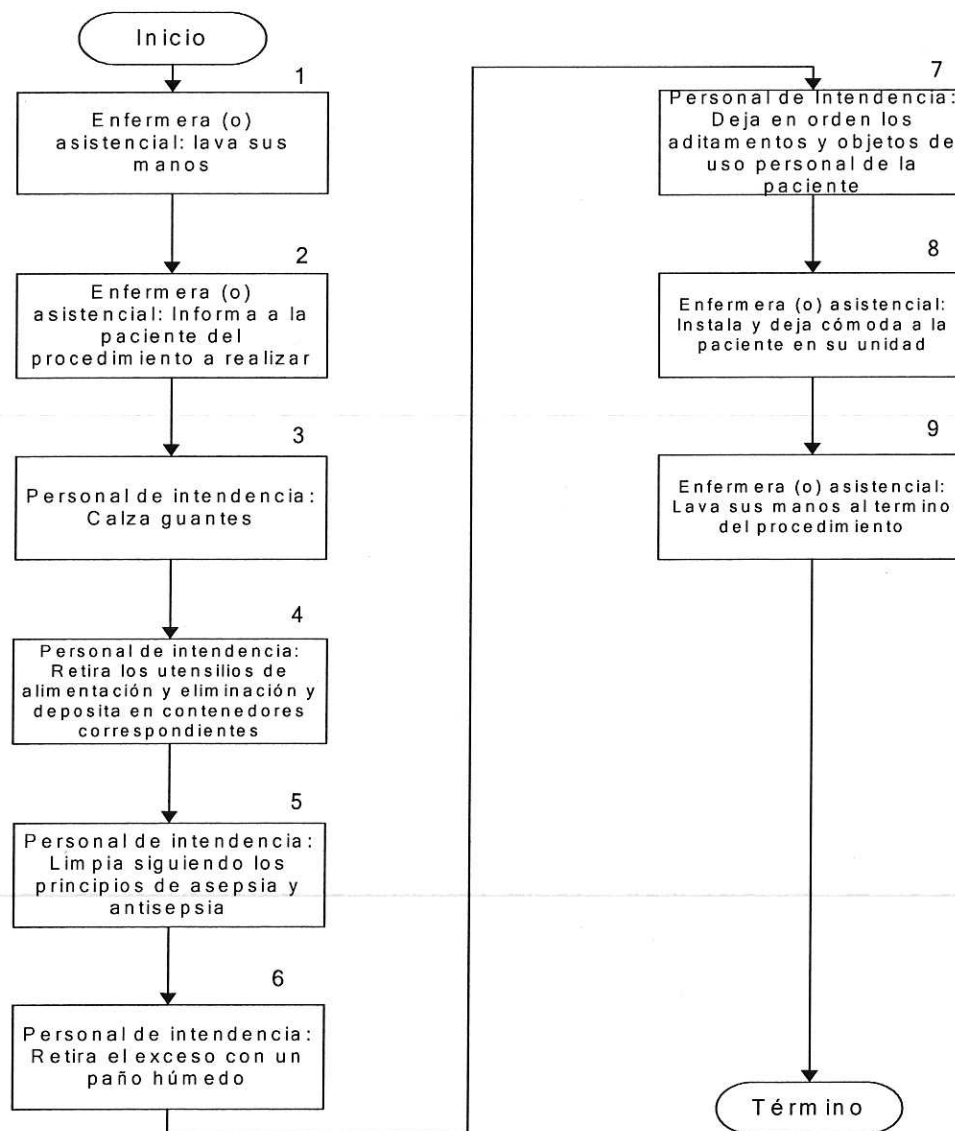 Inicio
1
Enfermera (o)
asistencial: lava sus
manos
2
Enfermera (o)
asistencial: Informa a la
paciente del
procedimiento a realizar
3
Personal de intendencia:
Calza guantes
4
Personal de intendencia:
Retira los utensilios de
alimentación y eliminación y
deposita en contenedores
correspondientes
5
Personal de intendencia:
Limpia siguiendo los
principios de asepsia y
antisepsia
6
Personal de intendencia:
Retira el exceso con un
paño húmedo
7
Personal de Intendencia:
Deja en orden los
aditamentos y objetos de
uso personal de la
paciente
8
Enfermera (o) asistencial:
Instala y deja cómoda a la
paciente en su unidad
9
Enfermera (o) asistencial:
Lava sus manos al termino
del procedimiento
Término